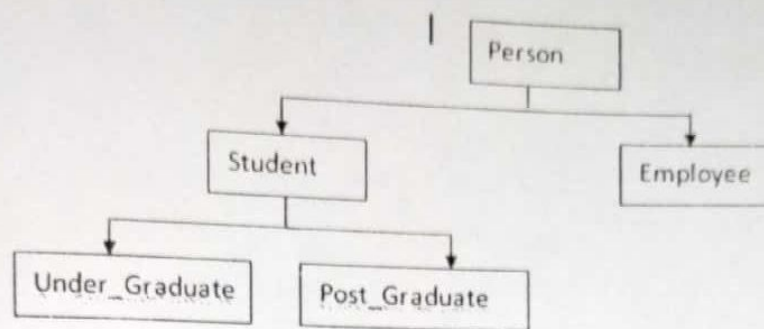 Person
Student
Employee
Under_Graduate
Post_Graduate